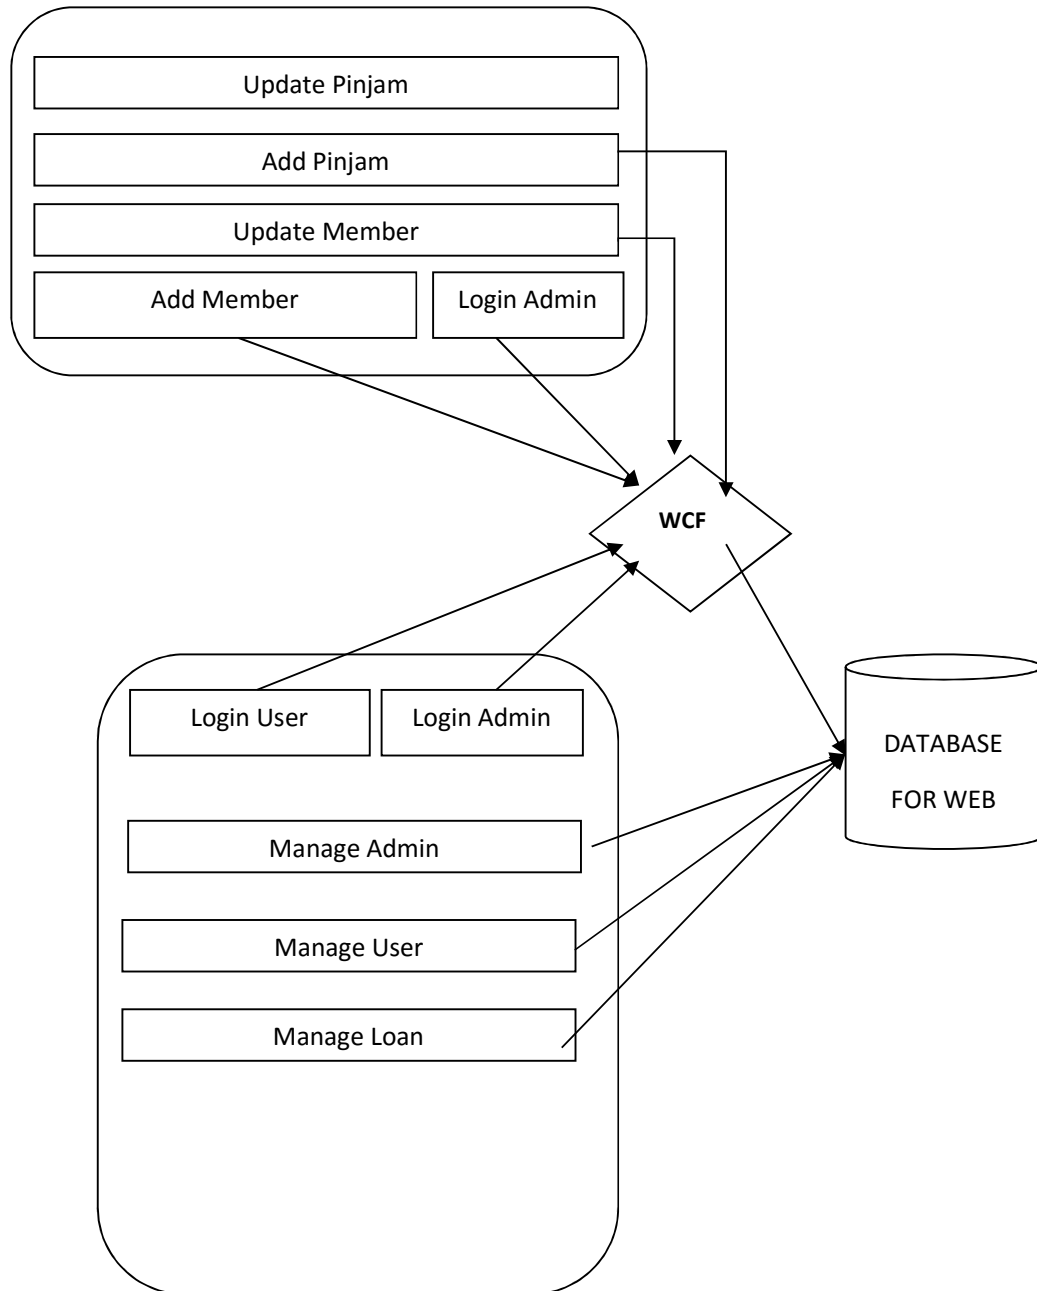 Update Pinjam
Add Pinjam
Update Member
Add Member
Login Admin
WCF
Login User
Login Admin
DATABASE
FOR WEB
Manage Admin
Manage User
Manage Loan